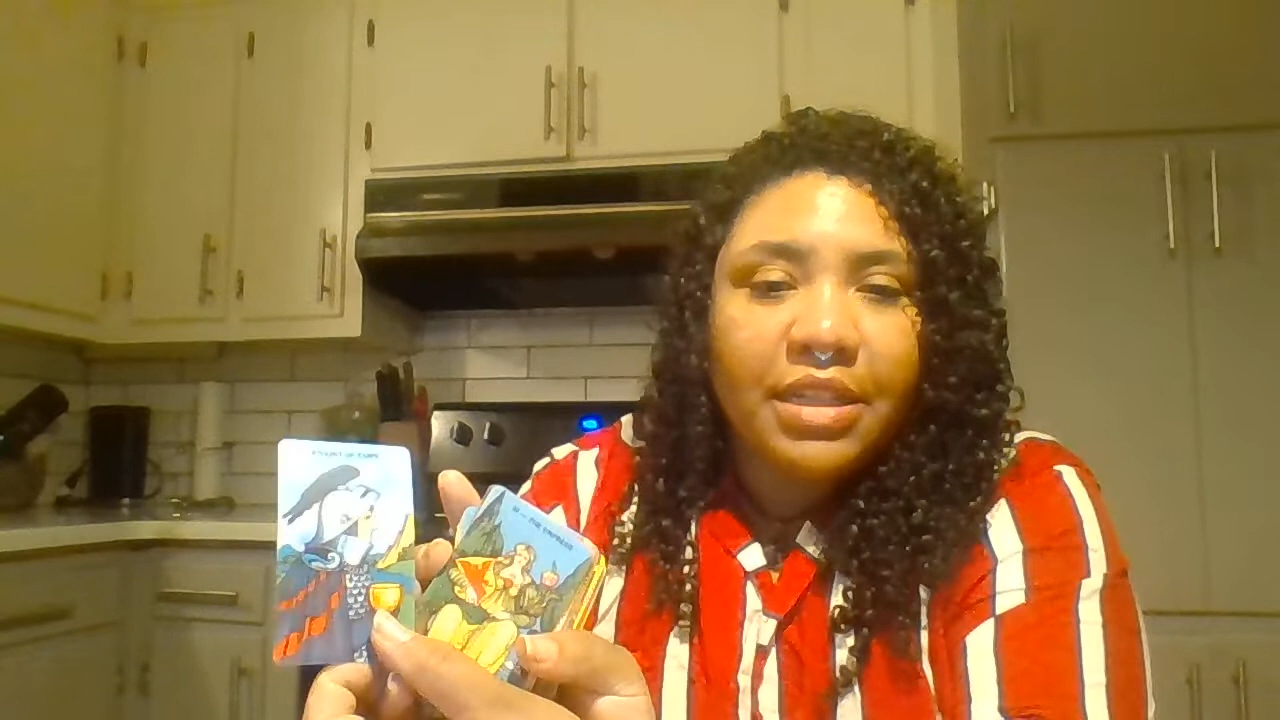 KNIGHT OF CUPS
III — THE EMPRESS